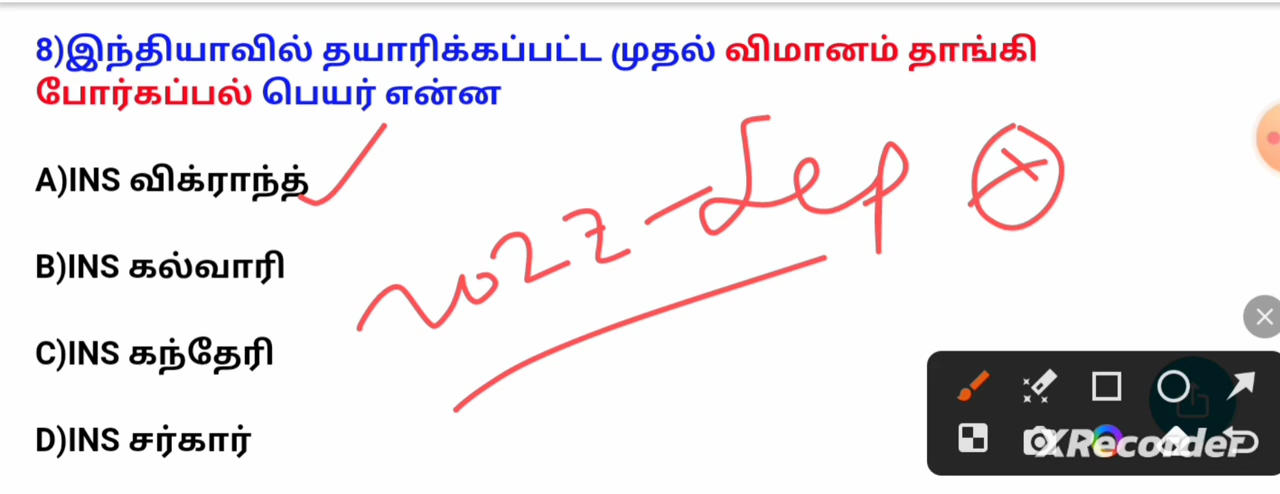 8)இந்தியாவில் தயாரிக்கப்பட்ட முதல் விமானம் தாங்கி
போர்கப்பல் பெயர் என்ன
A)INS விக்ராந்த்
2022-Sep
B)INS கல்வாரி
C)INS கந்தேரி
D)INS சர்கார்
XRecorder